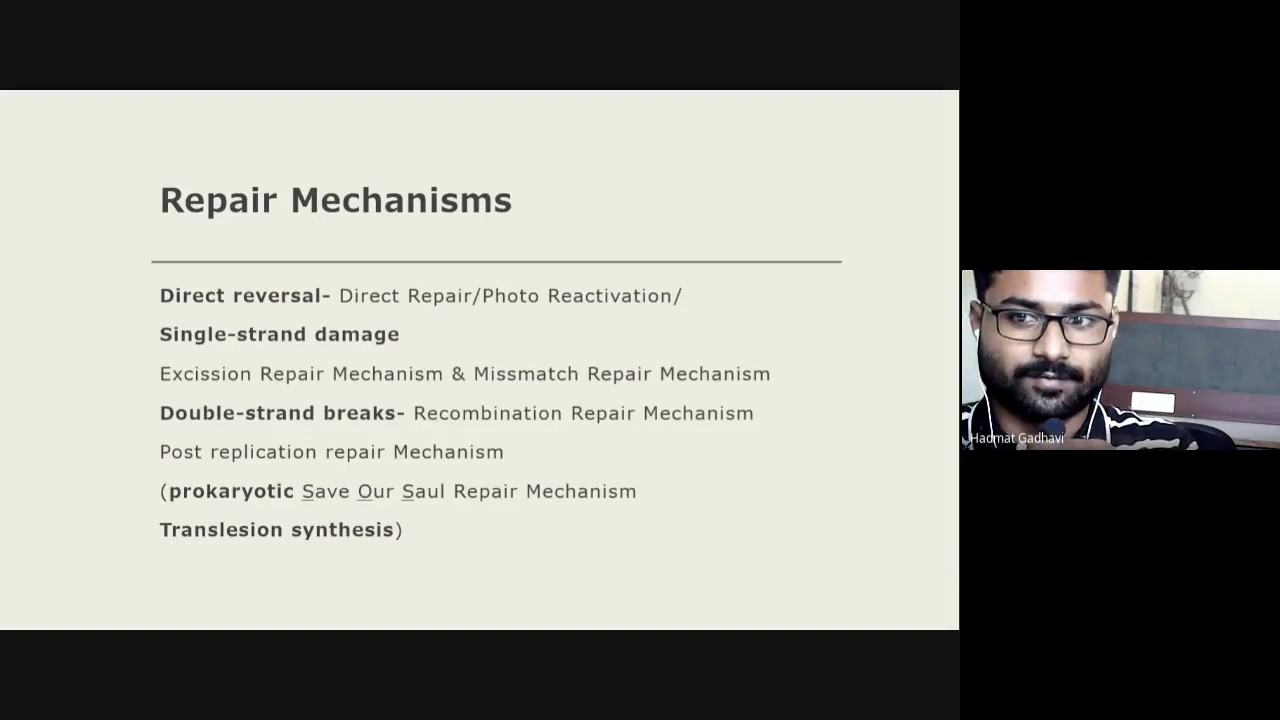 Repair Mechanisms
Direct reversal- Direct Repair/Photo Reactivation/
Single-strand damage
Excission Repair Mechanism & Missmatch Repair Mechanism
Double-strand breaks- Recombination Repair Mechanism
Post replication repair Mechanism
(prokaryotic Save Our Saul Repair Mechanism
Translesion synthesis)
Hadmat Gadhavi